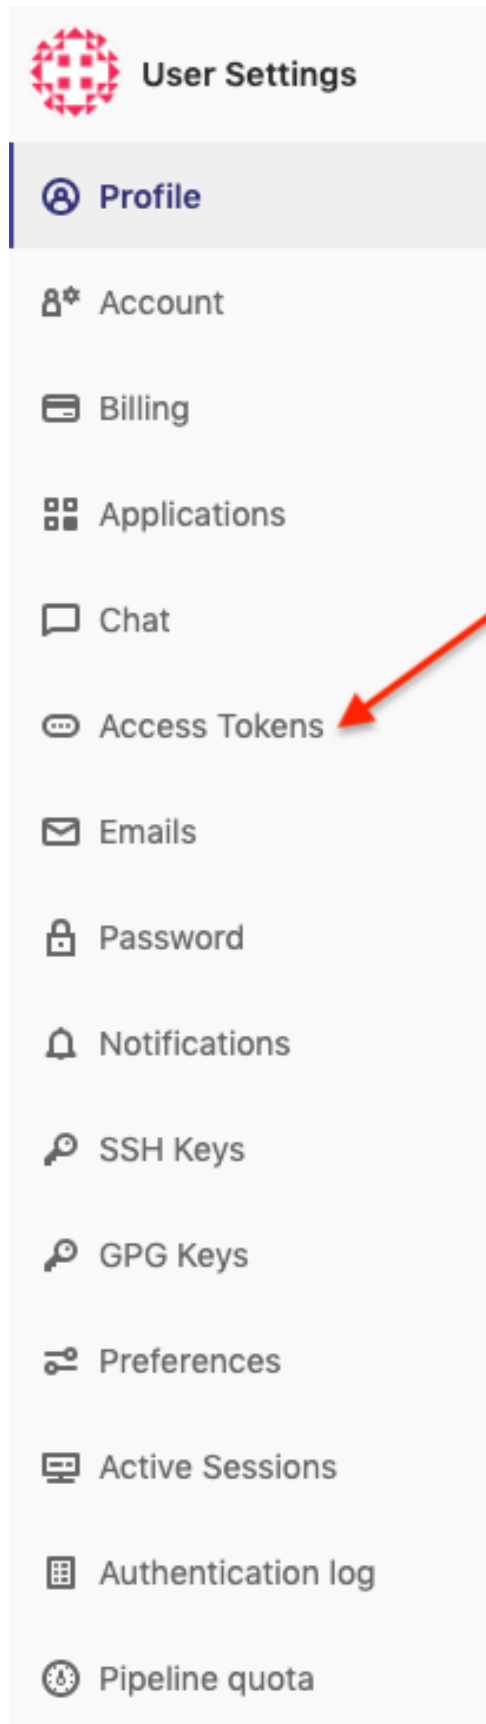 User Settings
Profile
Account
Billing
Applications
Chat
Access Tokens
Emails
Password
Notifications
SSH Keys
GPG Keys
Preferences
Active Sessions
Authentication log
Pipeline quota